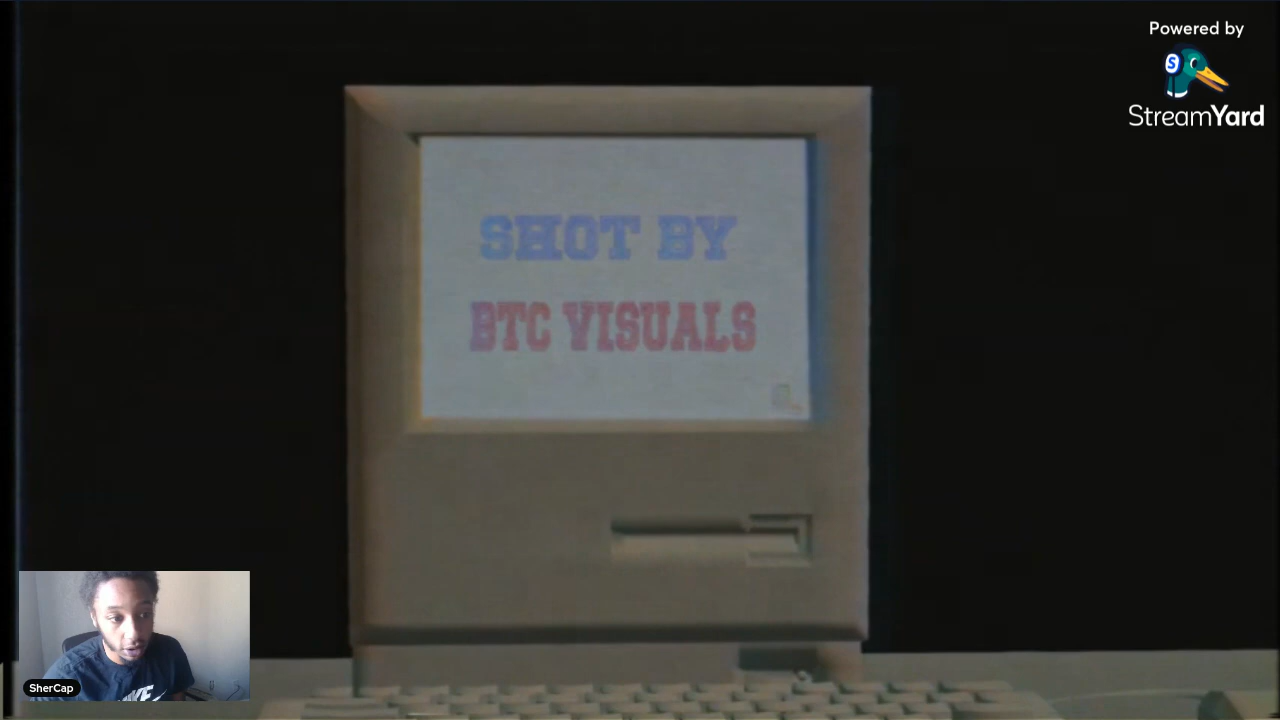 Powered by
StreamYard
SHOT BY
BTC VISUALS
SherCap